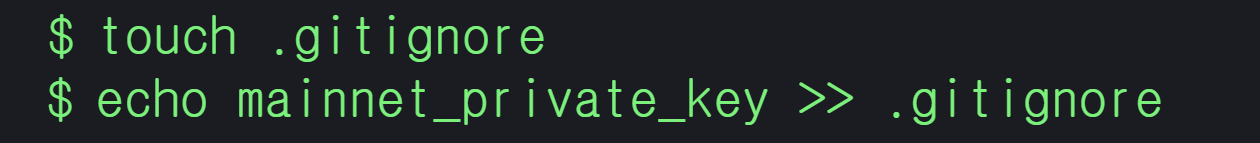 $ touch .gitignore
$ echo mainnet_private_key >> .gitignore